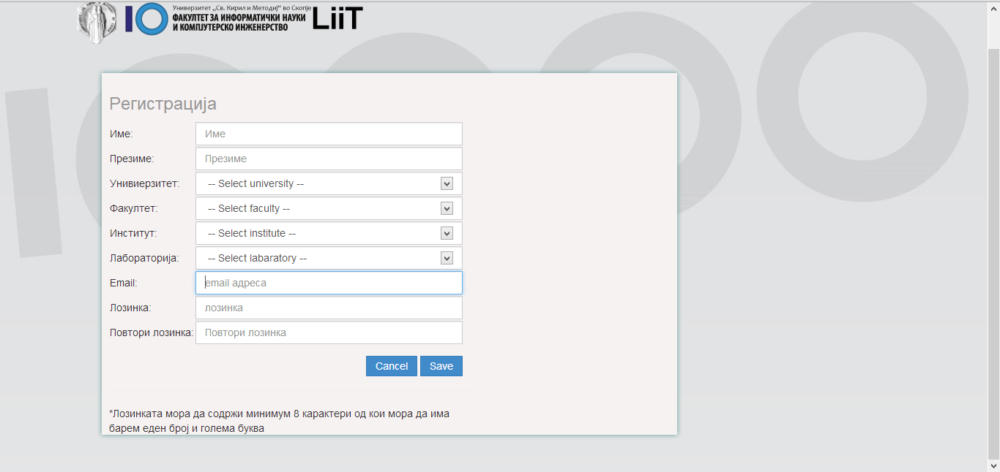 Универзитет „Св. Кирил и Методиј“ во Скопје
ФАКУЛТЕТ ЗА ИНФОРМАТИЧКИ НАУКИ
И КОМПЈУТЕРСКО ИНЖЕНЕРСТВО
LiiT
Регистрација
Име: Име
Презиме: Презиме
Унивиерзитет: -- Select university --
Факултет: -- Select faculty --
Институт: -- Select institute --
Лабораторија: -- Select labaratory --
Email: email адреса
Лозинка: лозинка
Повтори лозинка: Повтори лозинка
Cancel Save
*Лозинката мора да содржи минимум 8 карактери од кои мора да има
барем еден број и голема буква